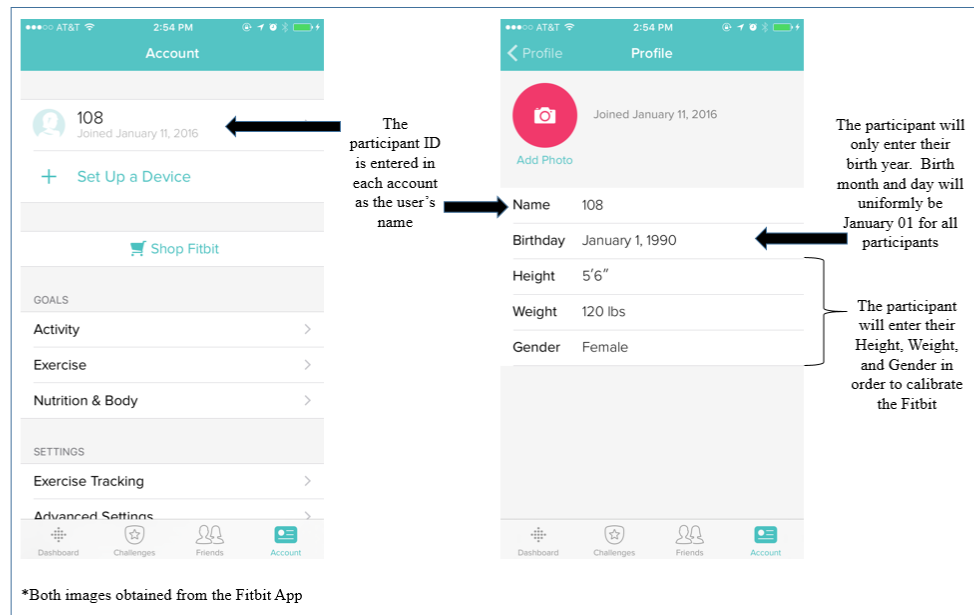 ●●●○○ AT&T 2:54 PM
Account
108
Joined January 11, 2016
+ Set Up a Device
Shop Fitbit
GOALS
Activity
Exercise
Nutrition & Body
SETTINGS
Exercise Tracking
Advanced Settings
Dashboard Challenges Friends Account
The
participant ID
is entered in
each account
as the user’s
name
●●●○○ AT&T 2:54 PM
Profile Profile
Joined January 11, 2016
Add Photo
Name 108
Birthday January 1, 1990
Height 5′6″
Weight 120 lbs
Gender Female
Dashboard Challenges Friends Account
The participant will
only enter their
birth year. Birth
month and day will
uniformly be
January 01 for all
participants
The participant
will enter their
Height, Weight,
and Gender in
order to calibrate
the Fitbit
*Both images obtained from the Fitbit App